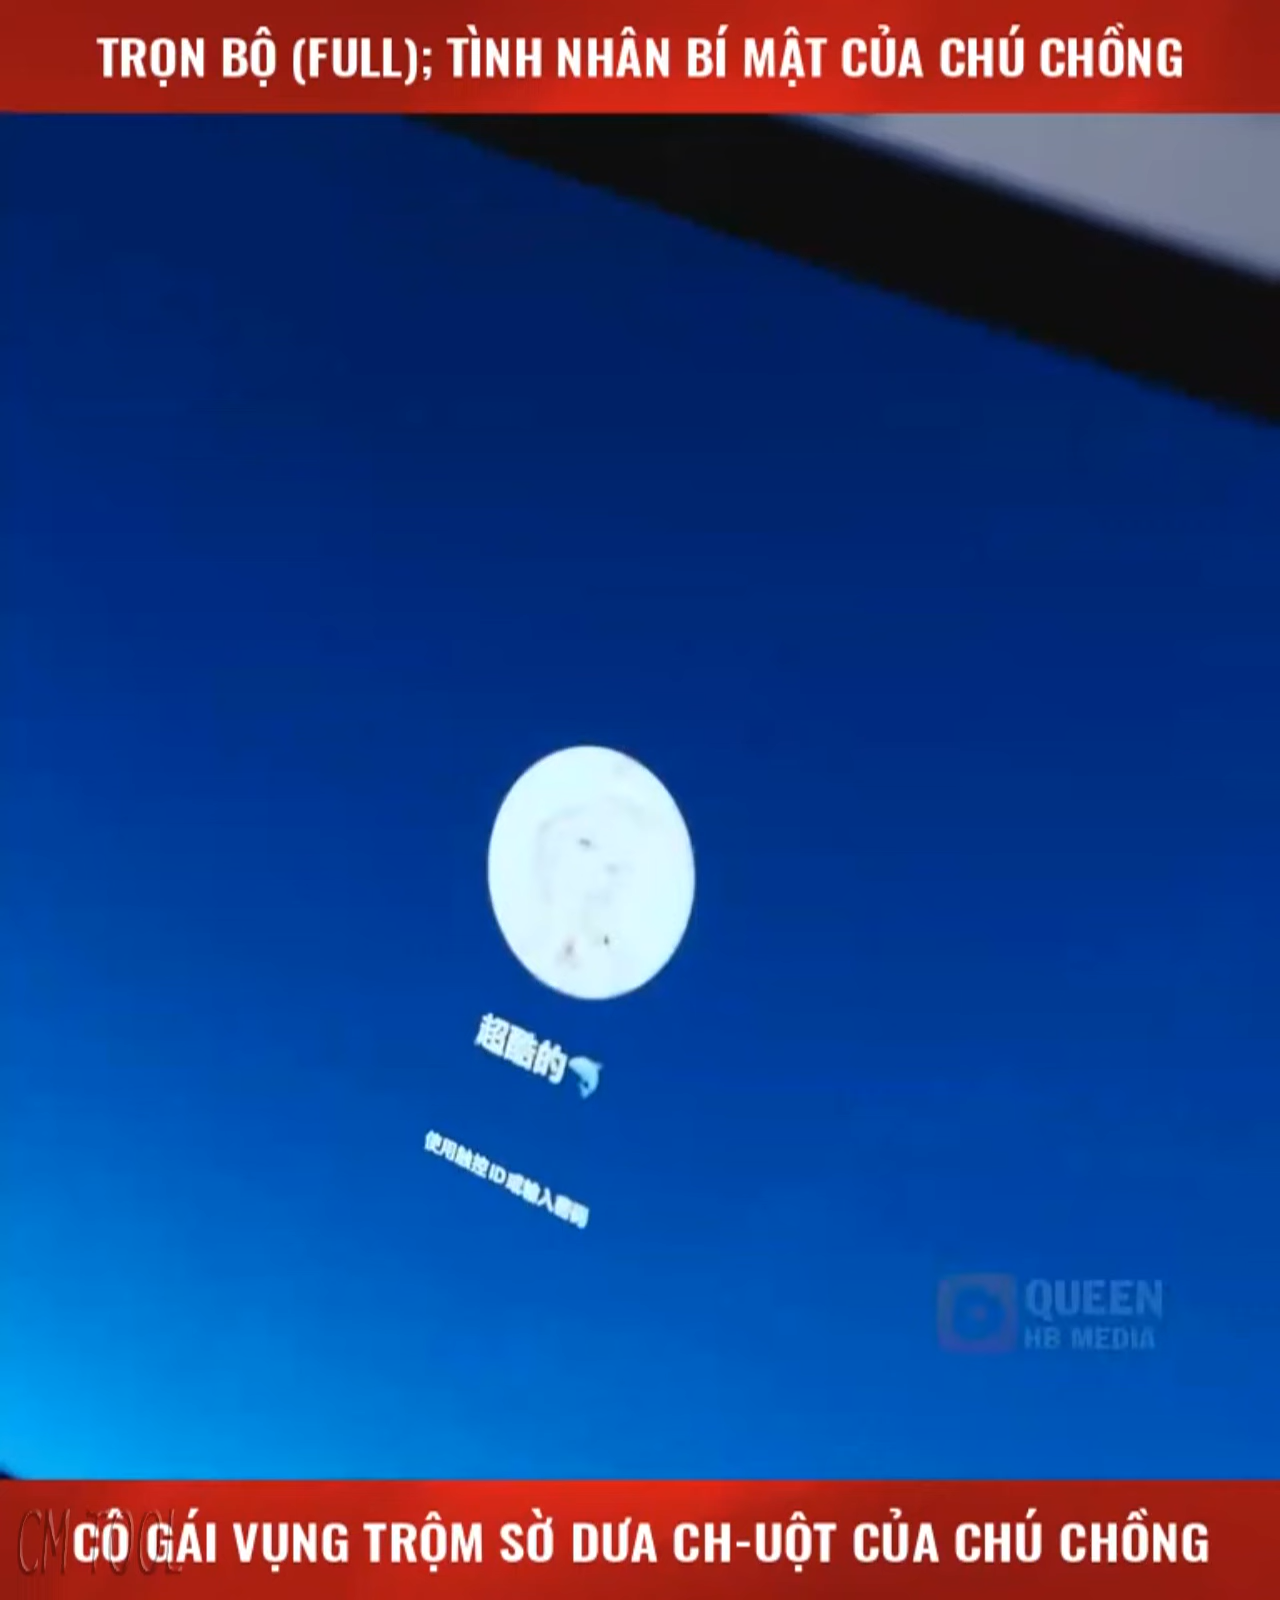 TRỌN BỘ (FULL); TÌNH NHÂN BÍ MẬT CỦA CHÚ CHỒNG
超酷的🐬
使用触控ID或输入密码
QUEEN
HB MEDIA
CM TOOL
CÔ GÁI VỤNG TRỘM SỜ DƯA CH-UỘT CỦA CHÚ CHỒNG